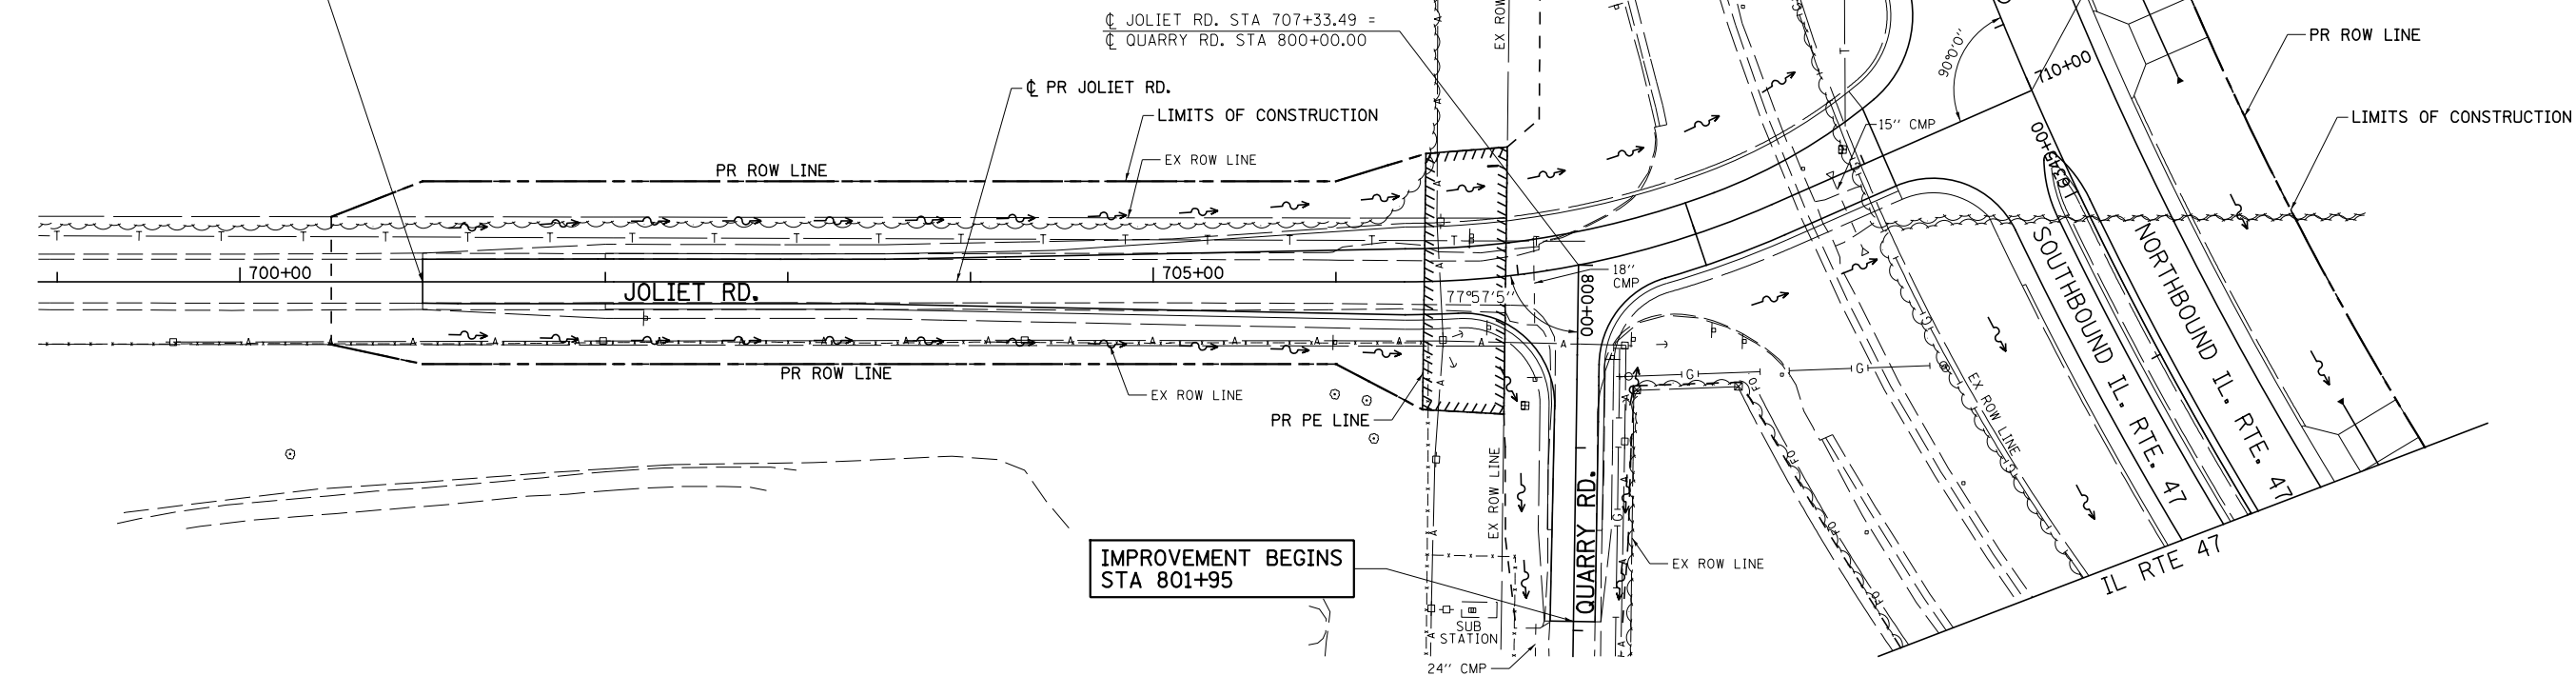 ℄ JOLIET RD. STA 707+33.49 =
℄ QUARRY RD. STA 800+00.00
EX ROW
90°0'0"
PR ROW LINE
710+00
℄ PR JOLIET RD.
LIMITS OF CONSTRUCTION
LIMITS OF CONSTRUCTION
15" CMP
EX ROW LINE
PR ROW LINE
1,6345+00
700+00
705+00
18"
CMP
800+00
JOLIET RD.
77°57'5"
SOUTHBOUND IL. RTE. 47
NORTHBOUND IL. RTE. 47
PR ROW LINE
EX ROW LINE
EX ROW LINE
PR PE LINE
EX ROW LINE
QUARRY RD.
IMPROVEMENT BEGINS
STA 801+95
EX ROW LINE
IL RTE 47
SUB
STATION
24" CMP